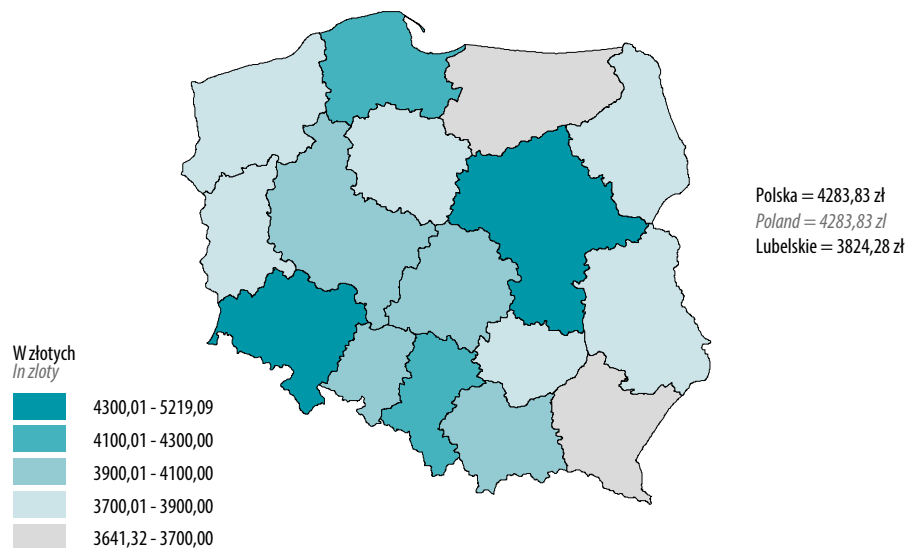 Polska = 4283,83 zł
Poland = 4283,83 zl
Lubelskie = 3824,28 zł
W złotych
In zloty
4300,01 - 5219,09
4100,01 - 4300,00
3900,01 - 4100,00
3700,01 - 3900,00
3641,32 - 3700,00